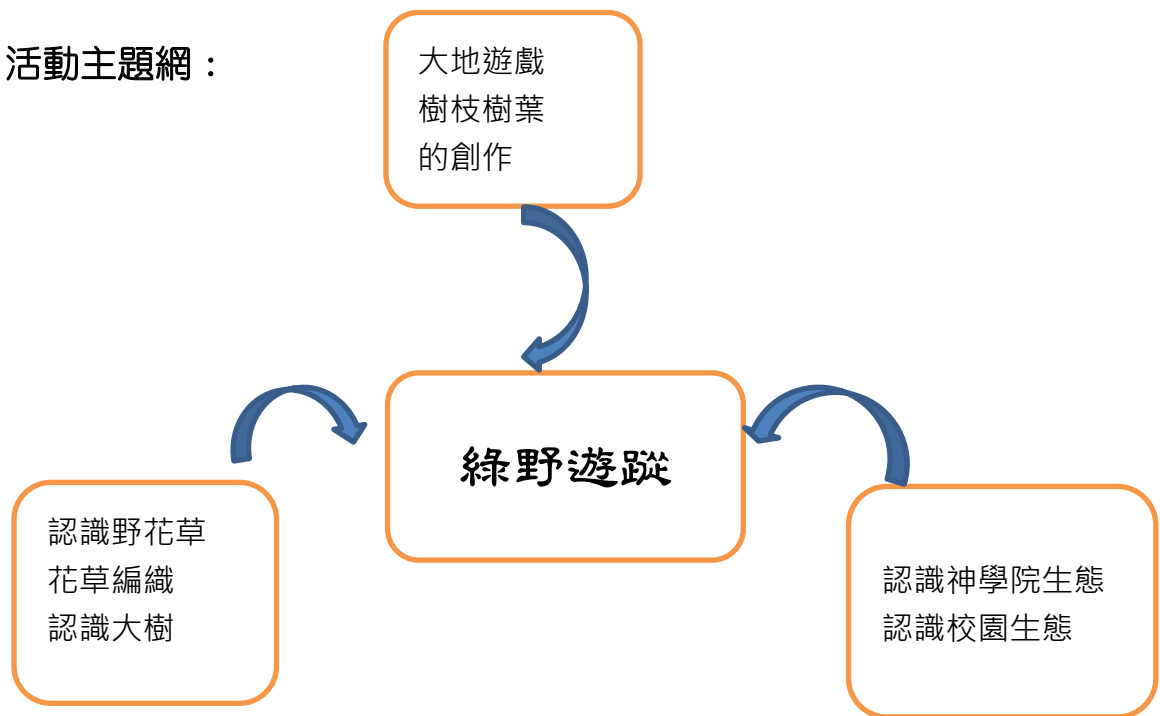 活動主題網：
大地遊戲
樹枝樹葉
的創作
綠野遊蹤
認識野花草
花草編織
認識大樹
認識神學院生態
認識校園生態